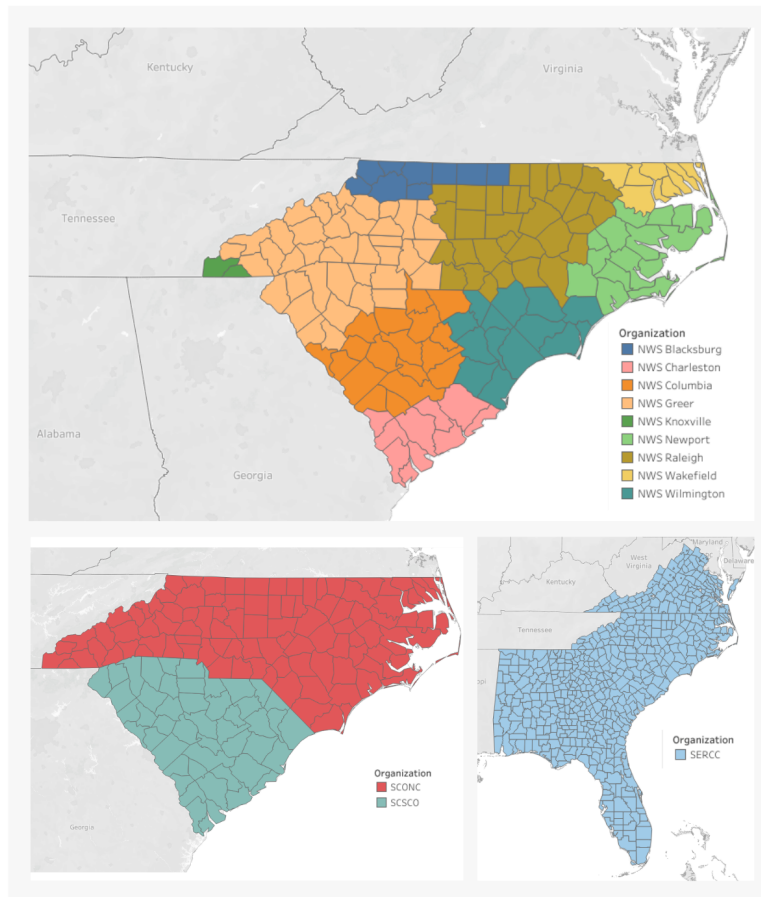 Kentucky
Virginia
Tennessee
Alabama
Georgia
Organization
NWS Blacksburg
NWS Charleston
NWS Columbia
NWS Greer
NWS Knoxville
NWS Newport
NWS Raleigh
NWS Wakefield
NWS Wilmington
Georgia
Organization
SCONC
SCSCO
Maryland
West
Virginia
Delaware
Kentucky
Tennessee
ppi
Organization
SERCC